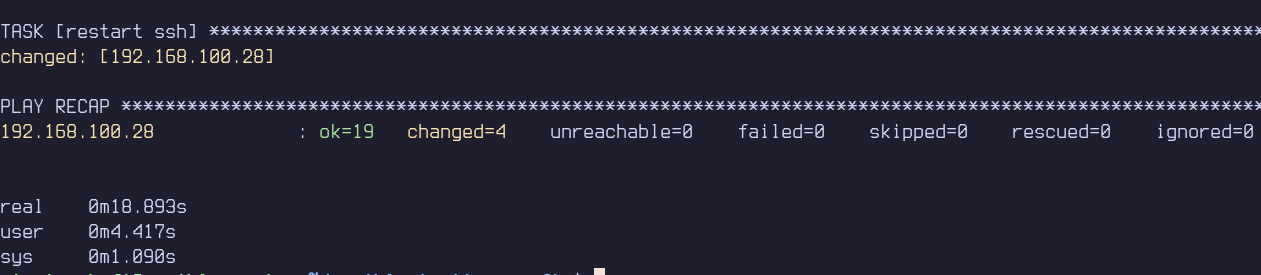 TASK [restart ssh] ************************************************************************************************
changed: [192.168.100.28]
PLAY RECAP ********************************************************************************************************
192.168.100.28 : ok=19 changed=4 unreachable=0 failed=0 skipped=0 rescued=0 ignored=0
real 0m18.893s
user 0m4.417s
sys 0m1.090s